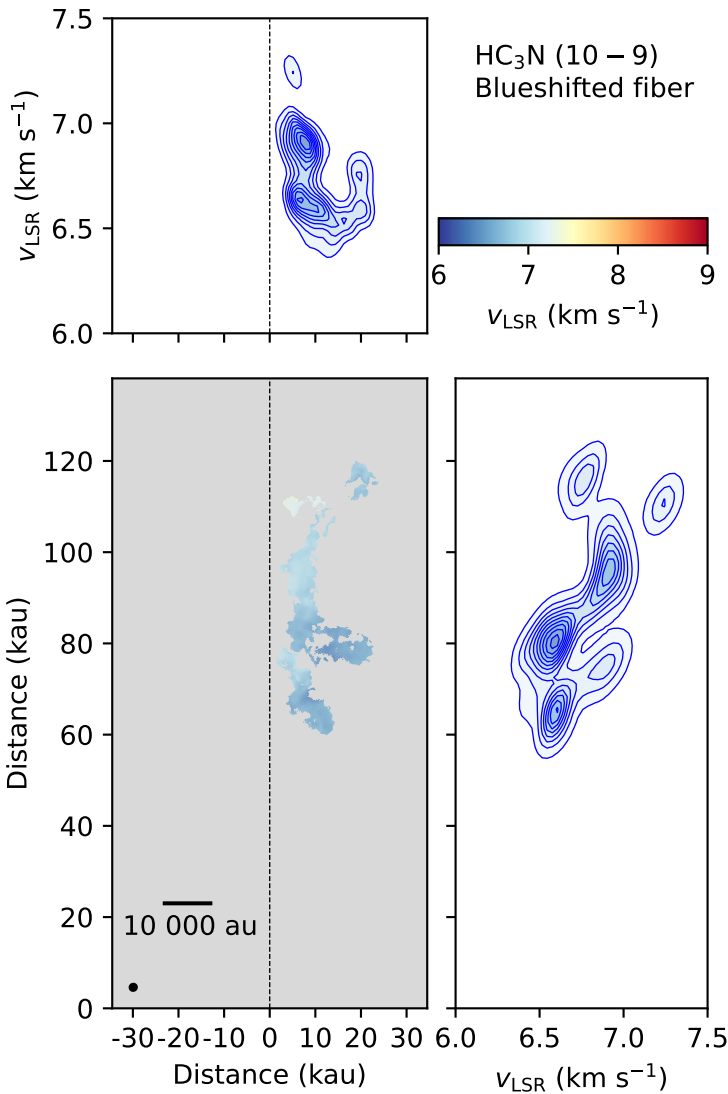 HC₃N (10 − 9)
Blueshifted fiber
7.5
7.0
6.5
6.0
v_LSR (km s⁻¹)
6 7 8 9
v_LSR (km s⁻¹)
120
100
80
60
40
20
0
Distance (kau)
10 000 au
-30 -20 -10 0 10 20 30
Distance (kau)
6.0 6.5 7.0 7.5
v_LSR (km s⁻¹)